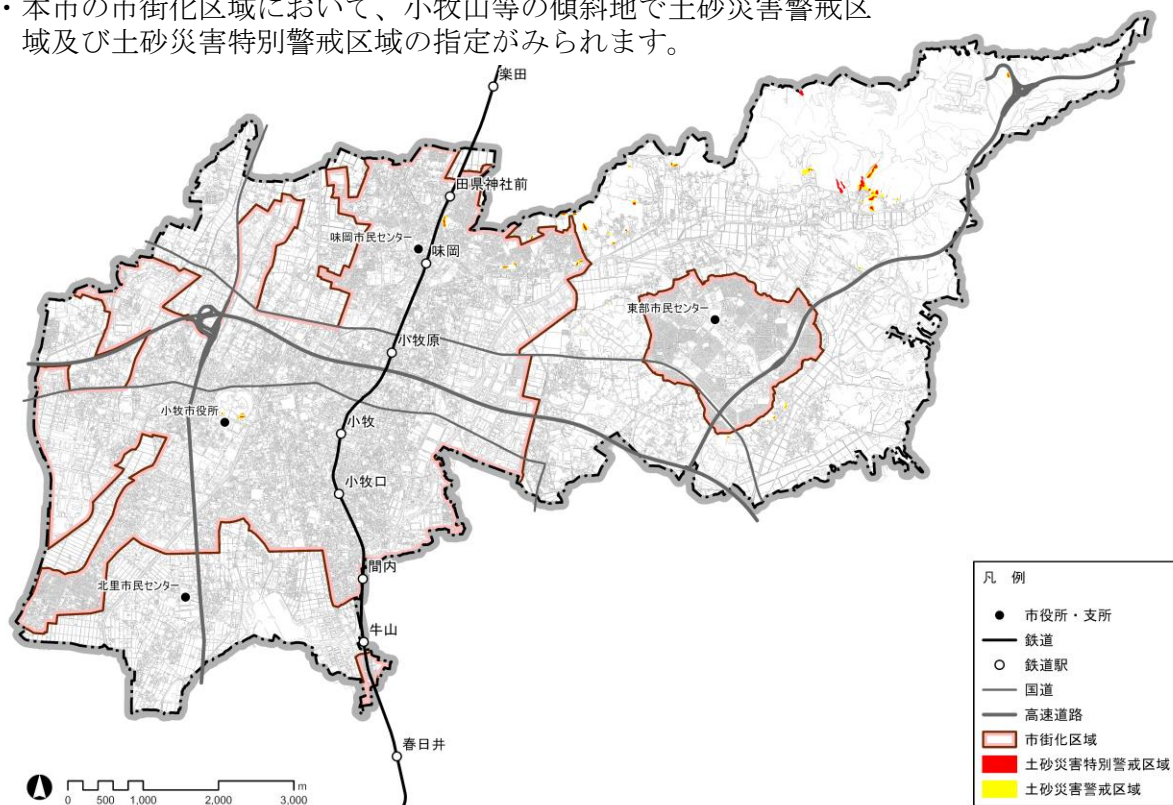 ・本市の市街化区域において、小牧山等の傾斜地で土砂災害警戒区
域及び土砂災害特別警戒区域の指定がみられます。
楽田
田県神社前
味岡市民センター
味岡
東部市民センター
小牧原
小牧市役所
小牧
小牧口
間内
北里市民センター
牛山
春日井
凡 例
市役所・支所
鉄道
鉄道駅
国道
高速道路
市街化区域
土砂災害特別警戒区域
土砂災害警戒区域
m
0 500 1,000 2,000 3,000